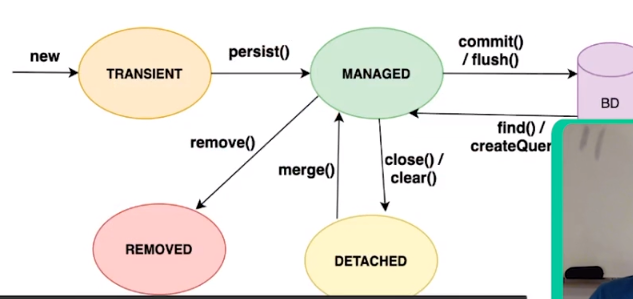 new
TRANSIENT
persist()
MANAGED
commit()
/ flush()
BD
find() /
createQuer
remove()
merge()
close() /
clear()
REMOVED
DETACHED